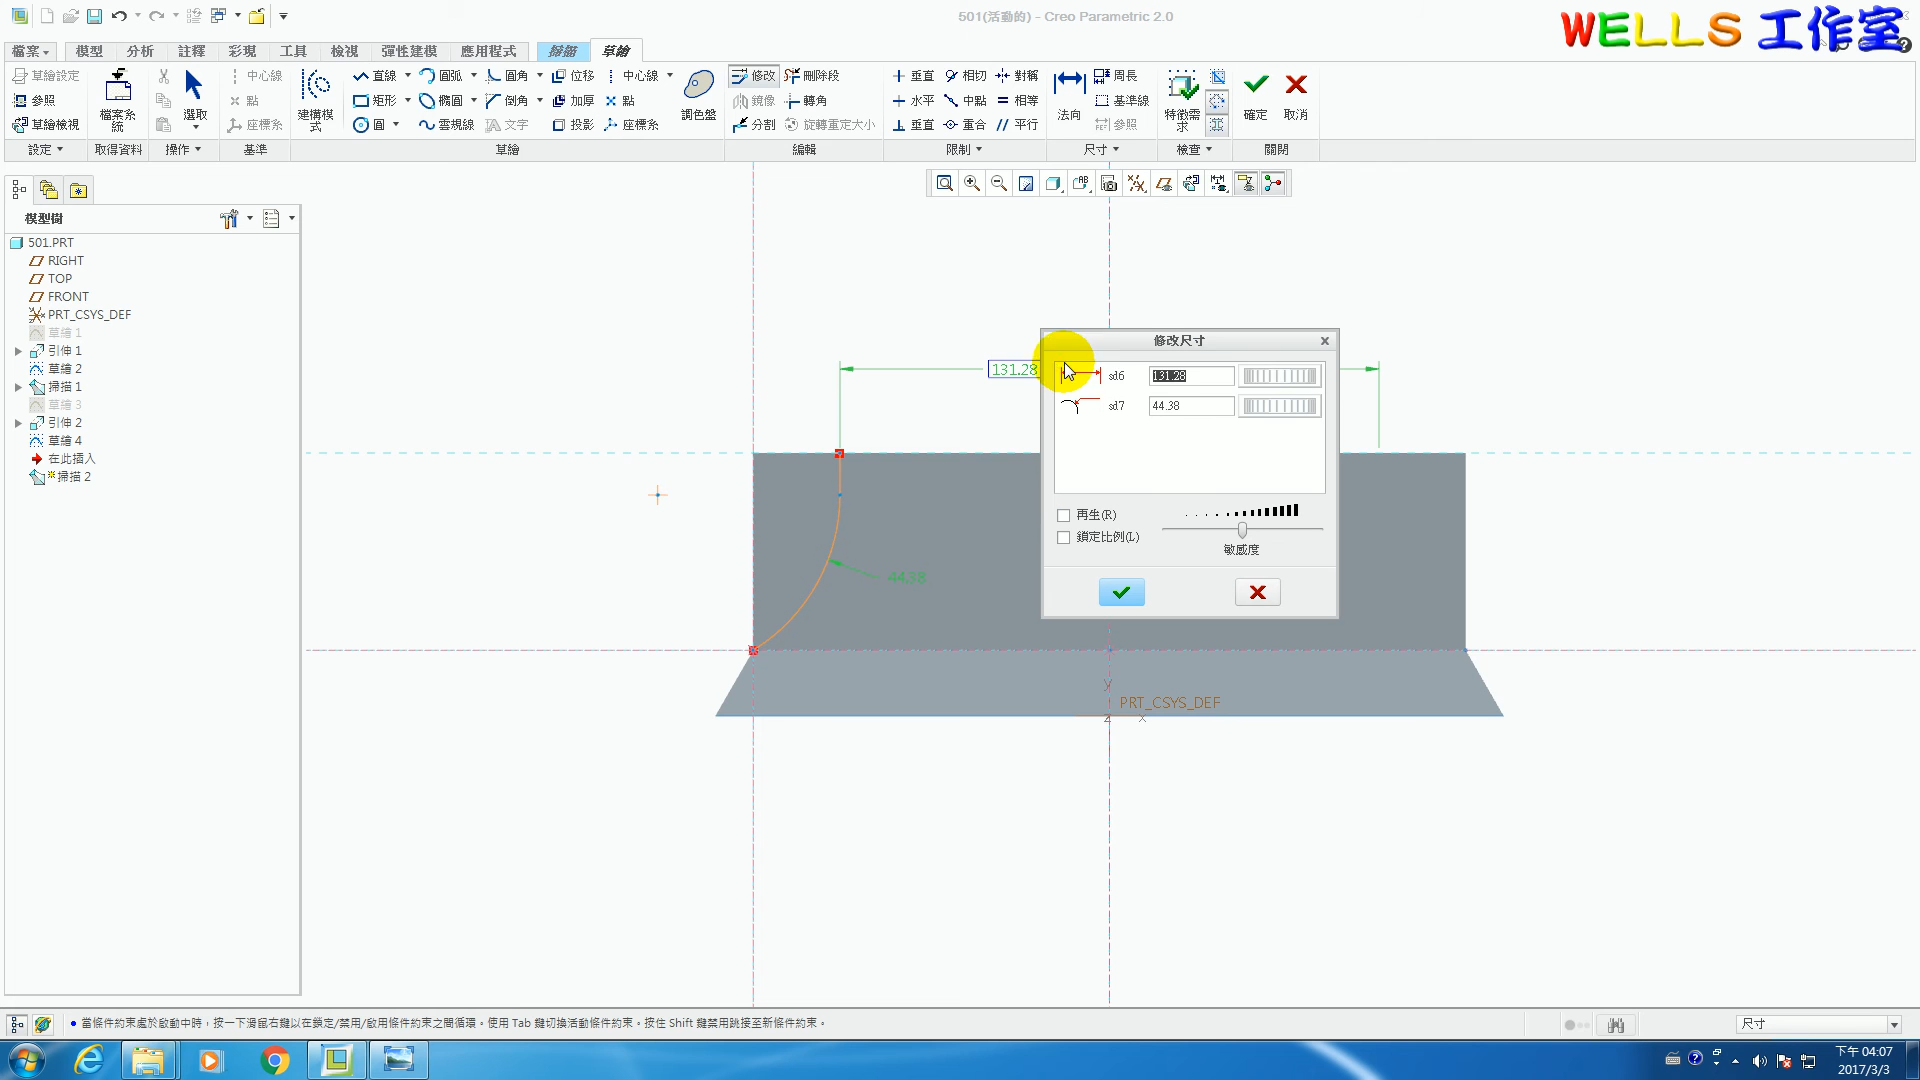 501(活動的) - Creo Parametric 2.0
WELLS 工作室
檔案 模型 分析 註釋 彩現 工具 檢視 彈性建模 應用程式 掃描 草繪
草繪設定 中心線 直線 圓弧 圓角 位移 中心線 修改 刪除段 垂直 相切 對稱 周長
參照 點 矩形 橢圓 倒角 加厚 點 鏡像 轉角 水平 中點 相等 基準線
草繪檢視 座標系 圓 雲規線 文字 投影 座標系 分割 旋轉重定大小 垂直 重合 平行 參照
檔案系統 選取 建構模式 調色盤 法向 特徵需求 確定 取消
設定 取得資料 操作 基準 草繪 編輯 限制 尺寸 檢查 關閉
模型樹
501.PRT
RIGHT
TOP
FRONT
PRT_CSYS_DEF
草繪 1
引伸 1
草繪 2
掃描 1
草繪 3
引伸 2
草繪 4
在此插入
掃描 2
131.28
44.38
PRT_CSYS_DEF
y
z
x
修改尺寸
sd6 131.28
sd7 44.38
再生(R)
鎖定比例(L)
敏感度
當條件約束處於啟動中時，按一下滑鼠右鍵以在鎖定/禁用/啟用條件約束之間循環。使用 Tab 鍵切換活動條件約束。按住 Shift 鍵禁用跳接至新條件約束。
尺寸
下午 04:07
2017/3/3